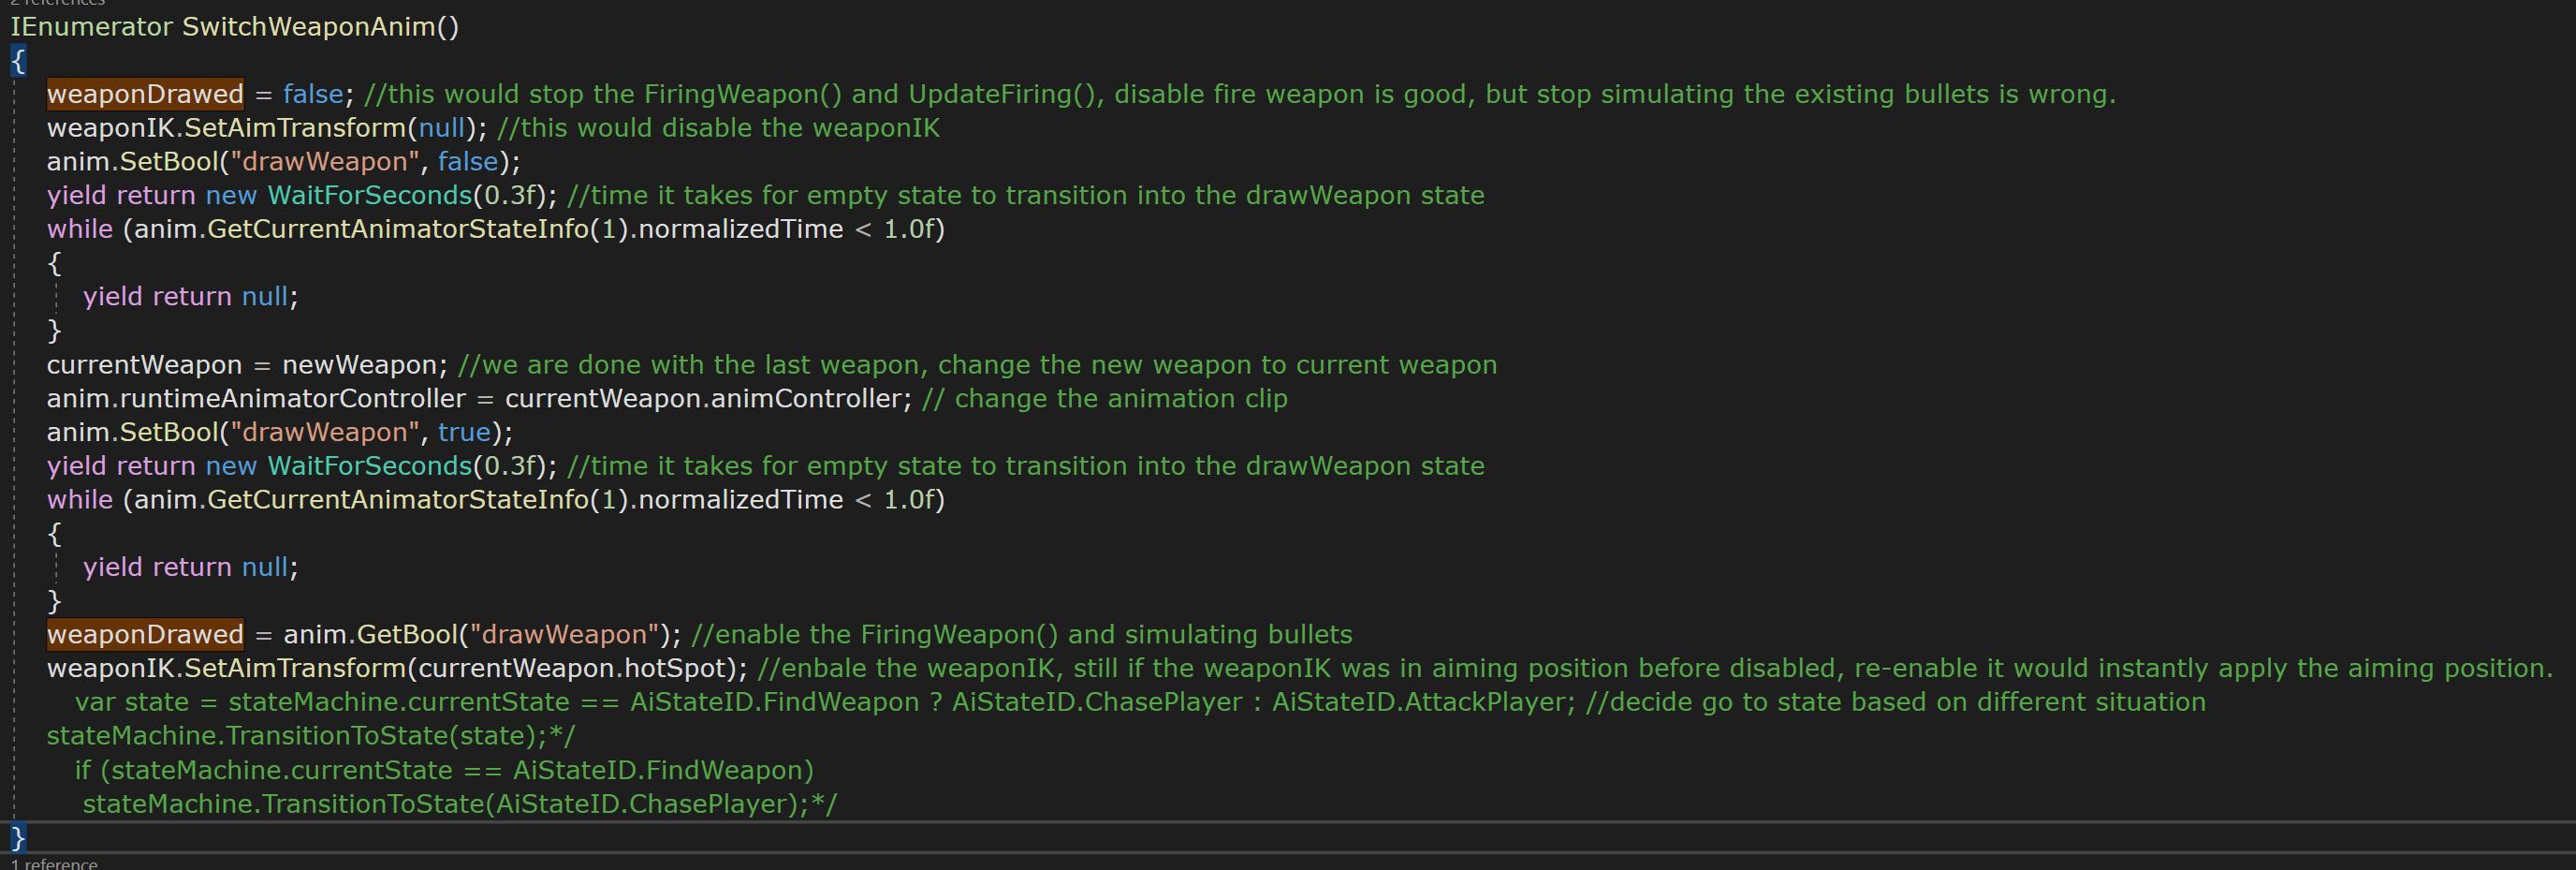 2 references
IEnumerator SwitchWeaponAnim()
{
weaponDrawed = false; //this would stop the FiringWeapon() and UpdateFiring(), disable fire weapon is good, but stop simulating the existing bullets is wrong.
weaponIK.SetAimTransform(null); //this would disable the weaponIK
anim.SetBool("drawWeapon", false);
yield return new WaitForSeconds(0.3f); //time it takes for empty state to transition into the drawWeapon state
while (anim.GetCurrentAnimatorStateInfo(1).normalizedTime < 1.0f)
{
yield return null;
}
currentWeapon = newWeapon; //we are done with the last weapon, change the new weapon to current weapon
anim.runtimeAnimatorController = currentWeapon.animController; // change the animation clip
anim.SetBool("drawWeapon", true);
yield return new WaitForSeconds(0.3f); //time it takes for empty state to transition into the drawWeapon state
while (anim.GetCurrentAnimatorStateInfo(1).normalizedTime < 1.0f)
{
yield return null;
}
weaponDrawed = anim.GetBool("drawWeapon"); //enable the FiringWeapon() and simulating bullets
weaponIK.SetAimTransform(currentWeapon.hotSpot); //enbale the weaponIK, still if the weaponIK was in aiming position before disabled, re-enable it would instantly apply the aiming position.
var state = stateMachine.currentState == AiStateID.FindWeapon ? AiStateID.ChasePlayer : AiStateID.AttackPlayer; //decide go to state based on different situation
stateMachine.TransitionToState(state);*/
if (stateMachine.currentState == AiStateID.FindWeapon)
stateMachine.TransitionToState(AiStateID.ChasePlayer);*/
}
1 reference